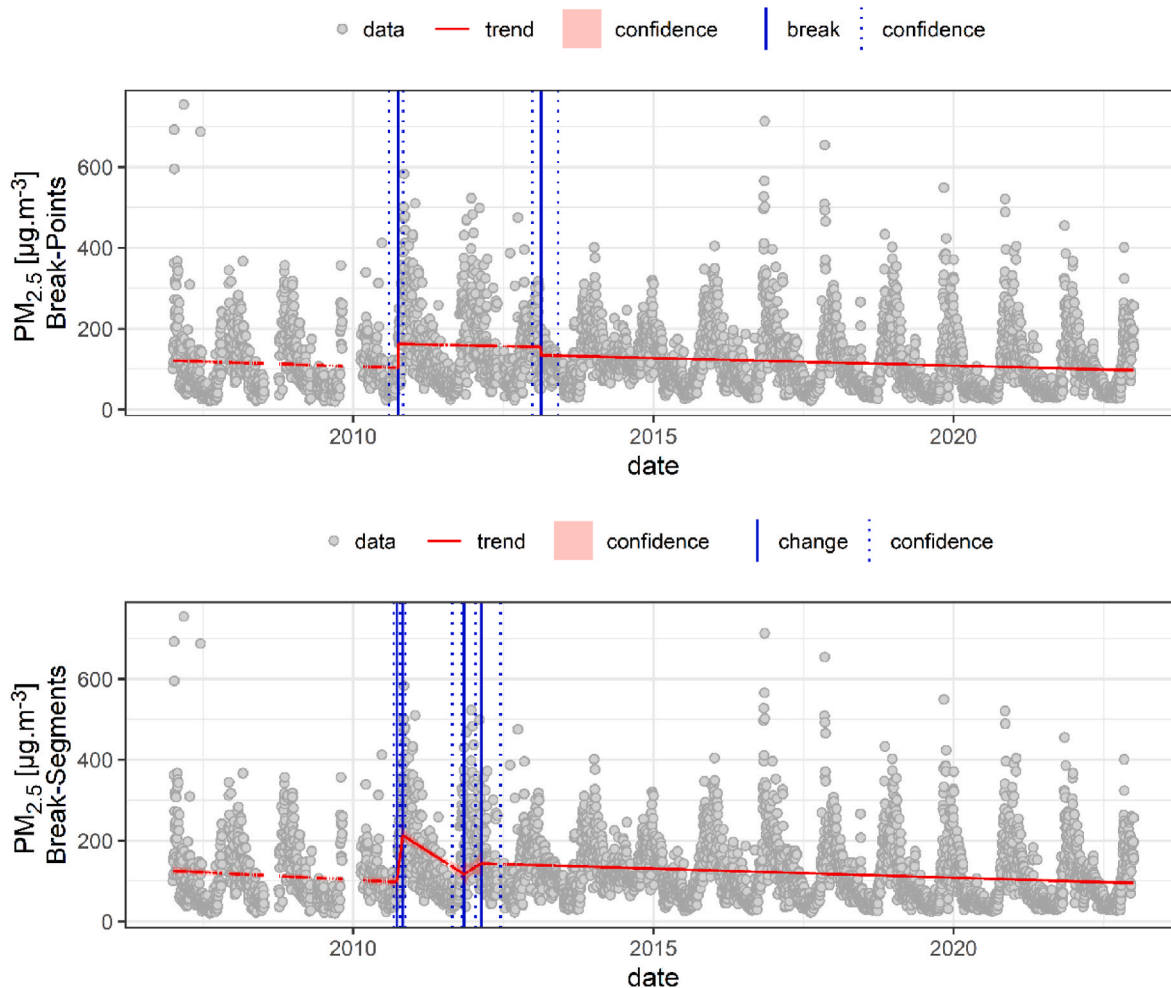 data trend confidence break confidence
PM2.5 [µg.m-3]
Break-Points
600
400
200
0
2010 2015 2020
date
data trend confidence change confidence
PM2.5 [µg.m-3]
Break-Segments
600
400
200
0
2010 2015 2020
date